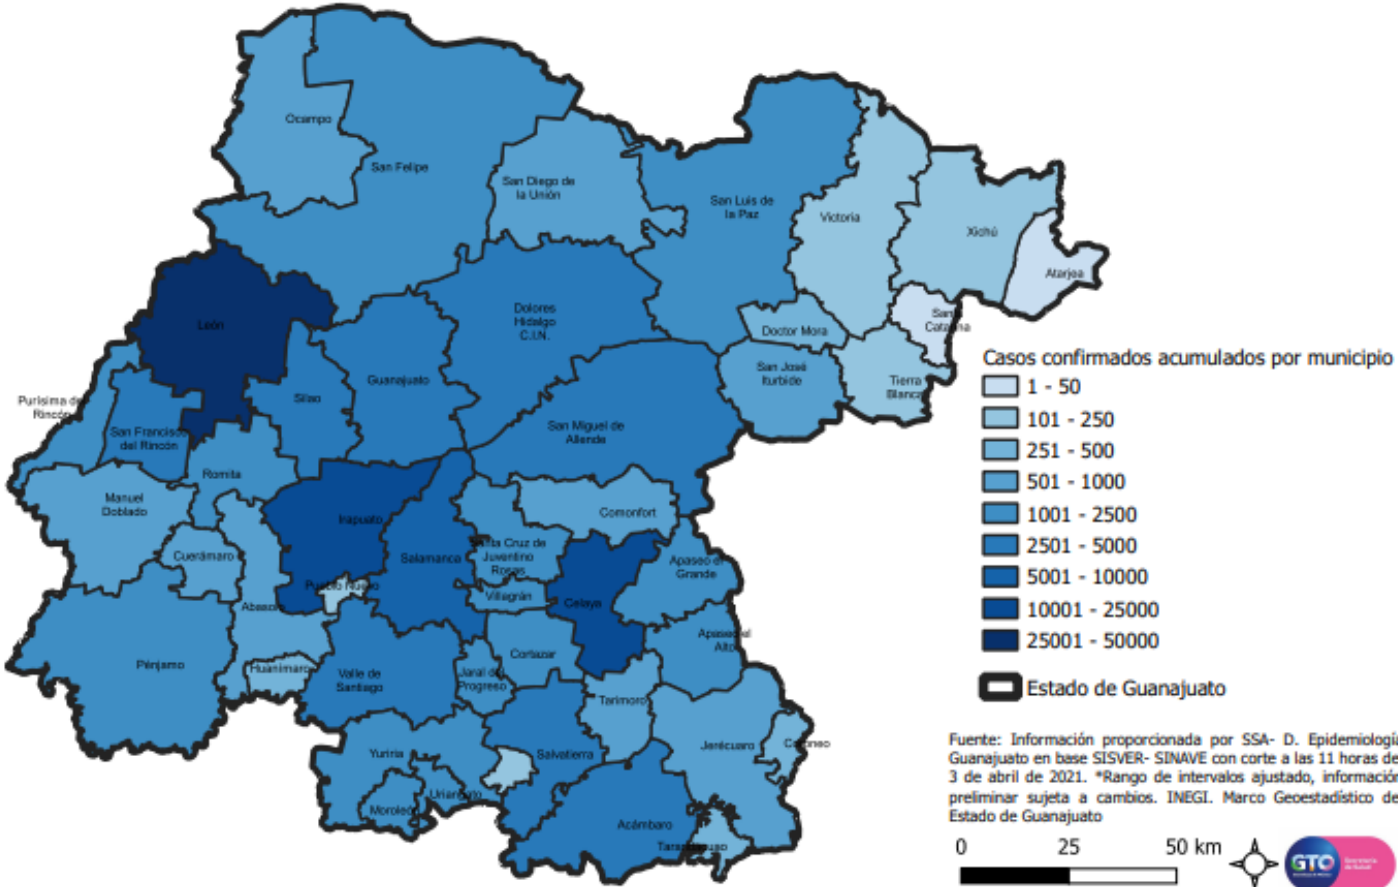 Ocampo
San Felipe
San Diego de
la Unión
San Luis de
la Paz
Victoria
Xichú
Atarjea
León
Dolores
Hidalgo
C.I.N.
Doctor Mora
Santa
Catarina
San José
Iturbide
Tierra
Blanca
Guanajuato
Silao
Purísima del
Rincón
San Francisco
del Rincón
San Miguel de
Allende
Romita
Manuel
Doblado
Irapuato
Comonfort
Cuerámaro
Salamanca
Santa Cruz de
Juventino
Rosas
Apaseo el
Grande
Pueblo Nuevo
Villagrán
Celaya
Abasolo
Apaseo el
Alto
Pénjamo
Huanímaro
Valle de
Santiago
Jaral del
Progreso
Cortazar
Tarimoro
Yuriria
Salvatierra
Jerécuaro
Coroneo
Uriangato
Moroleón
Acámbaro
Tarandacuao
Casos confirmados acumulados por municipio
1 - 50
101 - 250
251 - 500
501 - 1000
1001 - 2500
2501 - 5000
5001 - 10000
10001 - 25000
25001 - 50000
Estado de Guanajuato
Fuente: Información proporcionada por SSA- D. Epidemiología
Guanajuato en base SISVER- SINAVE con corte a las 11 horas de
3 de abril de 2021. *Rango de intervalos ajustado, información
preliminar sujeta a cambios. INEGI. Marco Geoestadístico de
Estado de Guanajuato
0 25 50 km
GTO